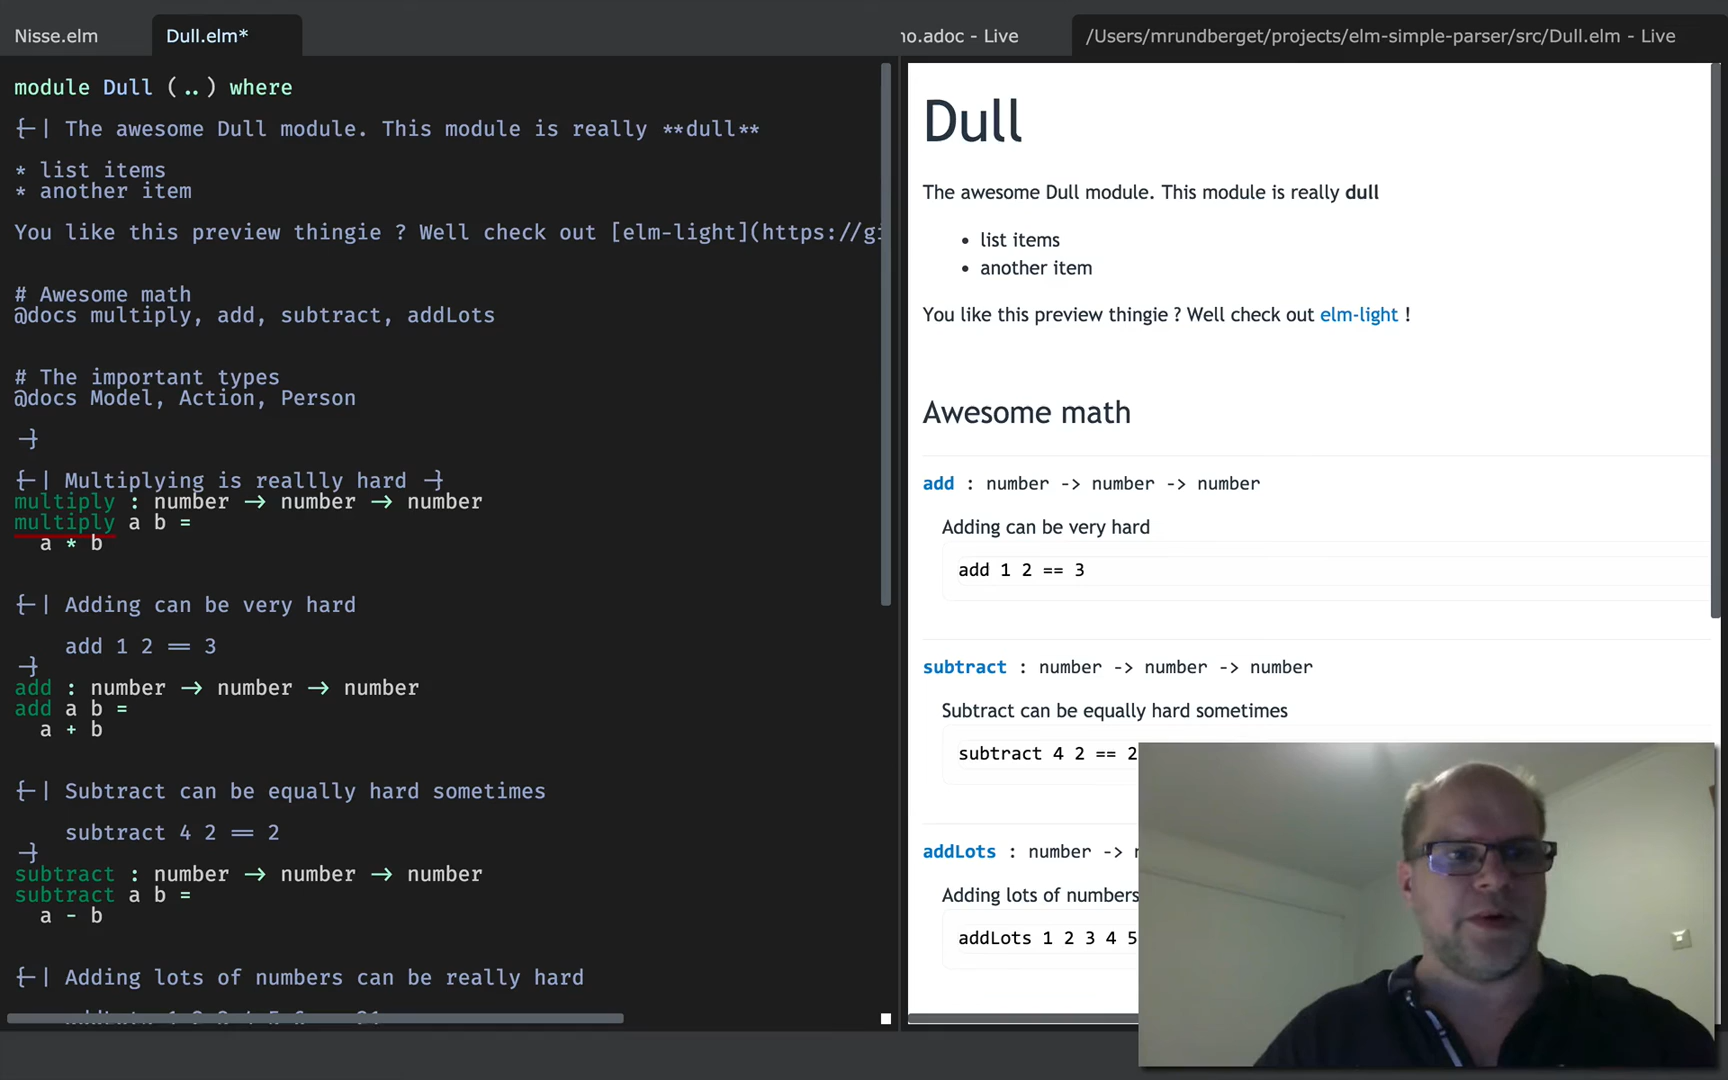 Nisse.elm
Dull.elm*
no.adoc - Live
/Users/mrundberget/projects/elm-simple-parser/src/Dull.elm - Live
module Dull (..) where
{-| The awesome Dull module. This module is really **dull**
* list items
* another item
You like this preview thingie ? Well check out [elm-light](https://gi
# Awesome math
@docs multiply, add, subtract, addLots
# The important types
@docs Model, Action, Person
-}
{-| Multiplying is reallly hard -}
multiply : number -> number -> number
multiply a b =
a * b
{-| Adding can be very hard
add 1 2 == 3
-}
add : number -> number -> number
add a b =
a + b
{-| Subtract can be equally hard sometimes
subtract 4 2 == 2
-}
subtract : number -> number -> number
subtract a b =
a - b
{-| Adding lots of numbers can be really hard
Dull
The awesome Dull module. This module is really dull
• list items
• another item
You like this preview thingie ? Well check out elm-light !
Awesome math
add : number -> number -> number
Adding can be very hard
add 1 2 == 3
subtract : number -> number -> number
Subtract can be equally hard sometimes
subtract 4 2 == 2
addLots : number ->
Adding lots of numbers
addLots 1 2 3 4 5